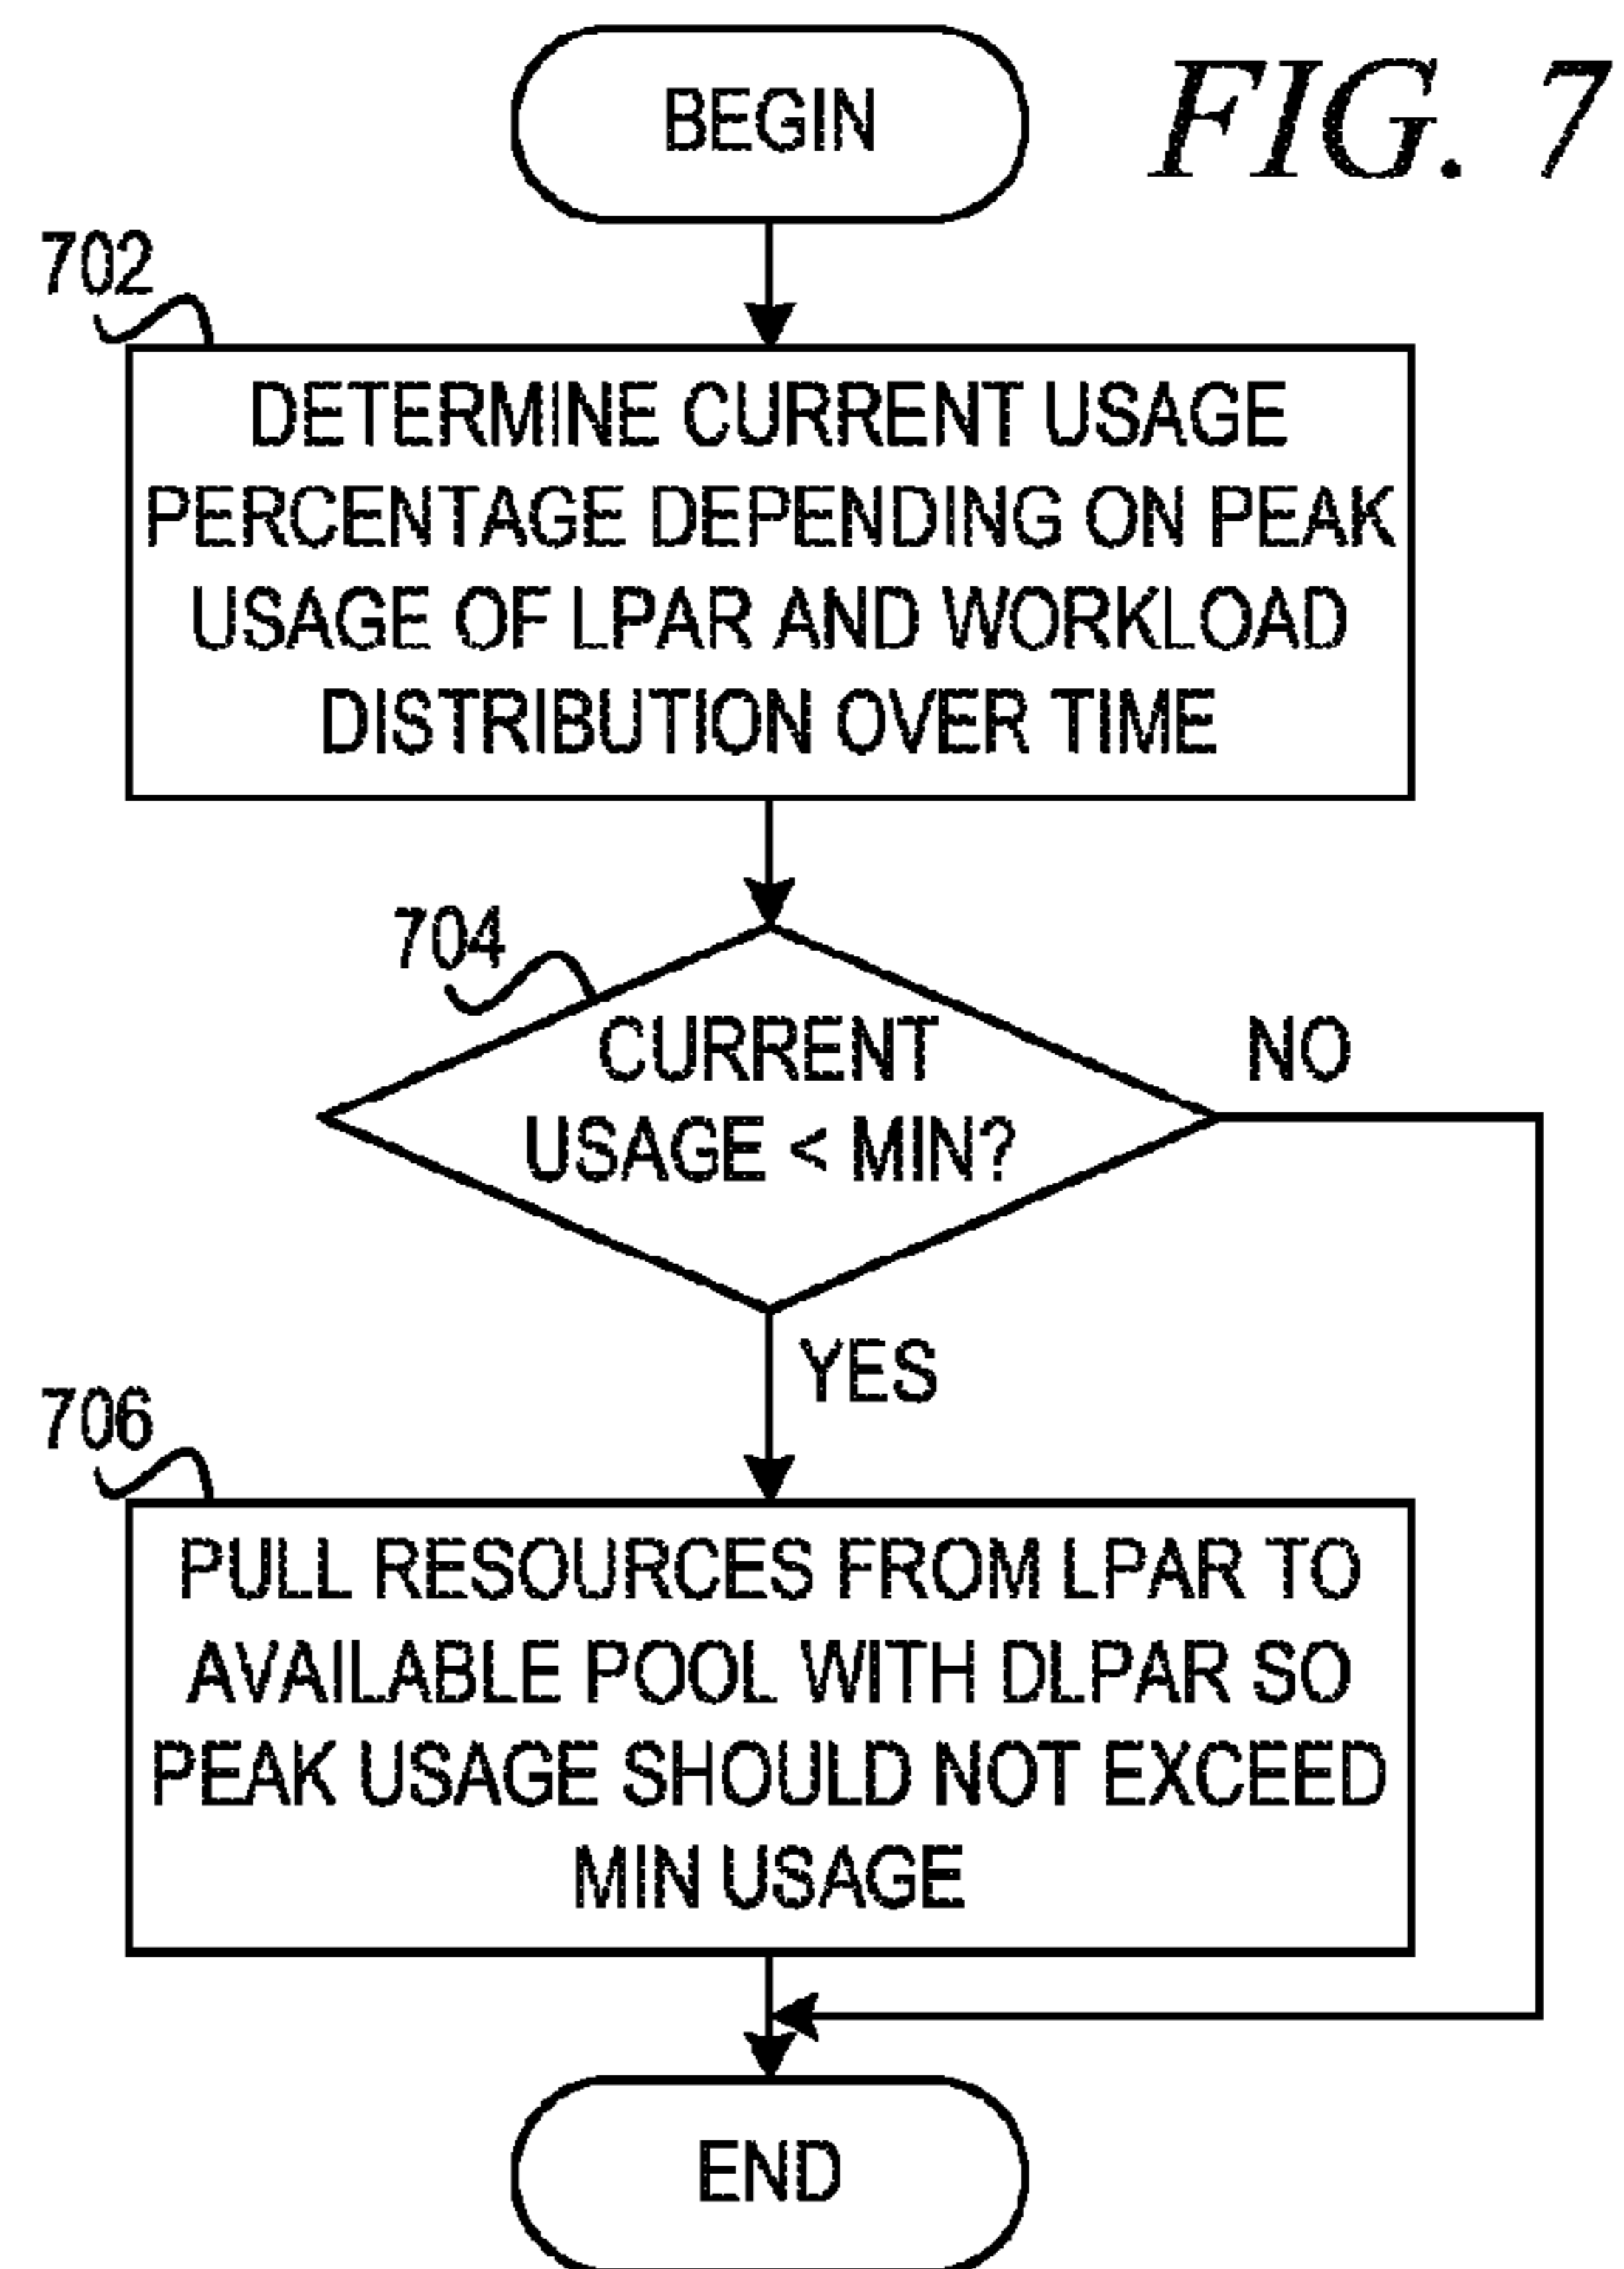 BEGIN
FIG. 7
702
DETERMINE CURRENT USAGE
PERCENTAGE DEPENDING ON PEAK
USAGE OF LPAR AND WORKLOAD
DISTRIBUTION OVER TIME
704
CURRENT
USAGE < MIN?
NO
YES
706
PULL RESOURCES FROM LPAR TO
AVAILABLE POOL WITH DLPAR SO
PEAK USAGE SHOULD NOT EXCEED
MIN USAGE
END